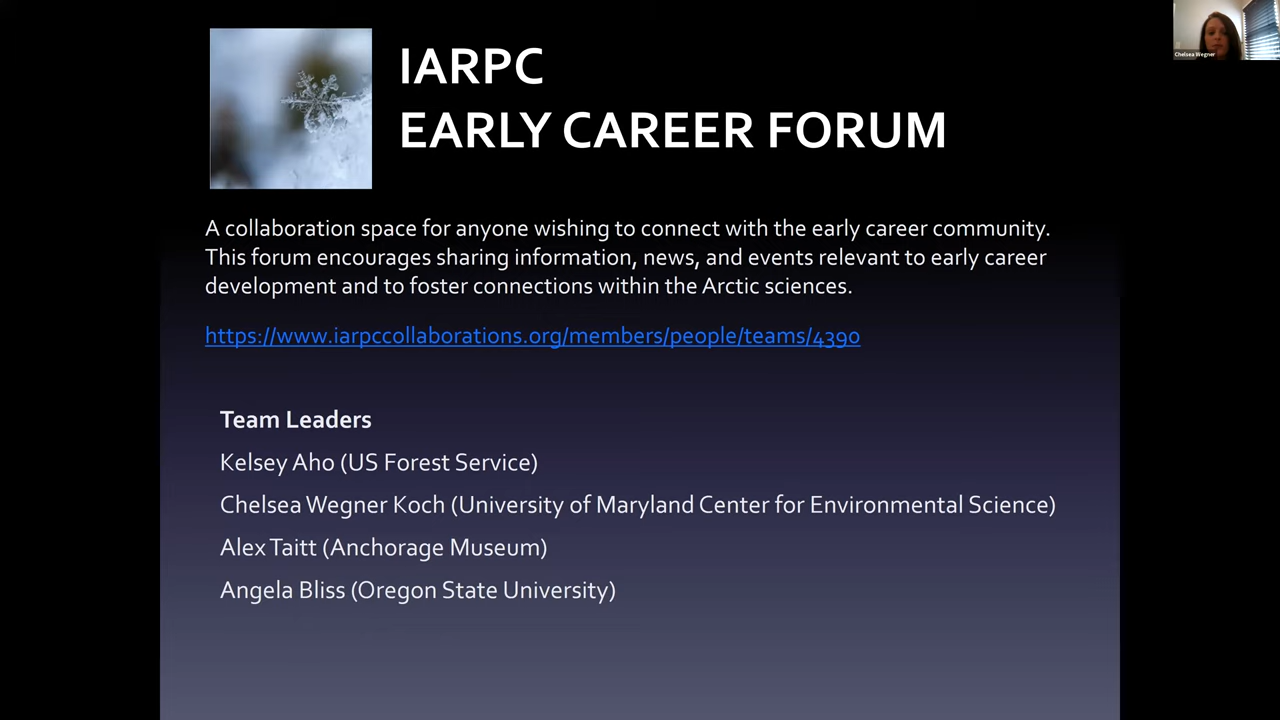 IARPC
EARLY CAREER FORUM
Chelsea Wegner
A collaboration space for anyone wishing to connect with the early career community.
This forum encourages sharing information, news, and events relevant to early career
development and to foster connections within the Arctic sciences.
https://www.iarpccollaborations.org/members/people/teams/4390
Team Leaders
Kelsey Aho (US Forest Service)
Chelsea Wegner Koch (University of Maryland Center for Environmental Science)
Alex Taitt (Anchorage Museum)
Angela Bliss (Oregon State University)